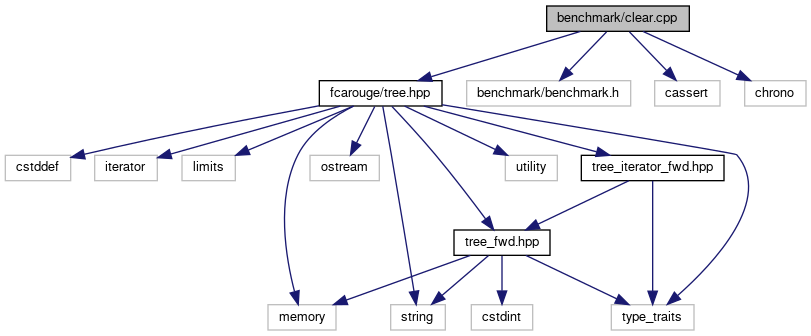 benchmark/clear.cpp
fcarouge/tree.hpp
benchmark/benchmark.h
cassert
chrono
cstddef
iterator
limits
ostream
utility
tree_iterator_fwd.hpp
tree_fwd.hpp
memory
string
cstdint
type_traits